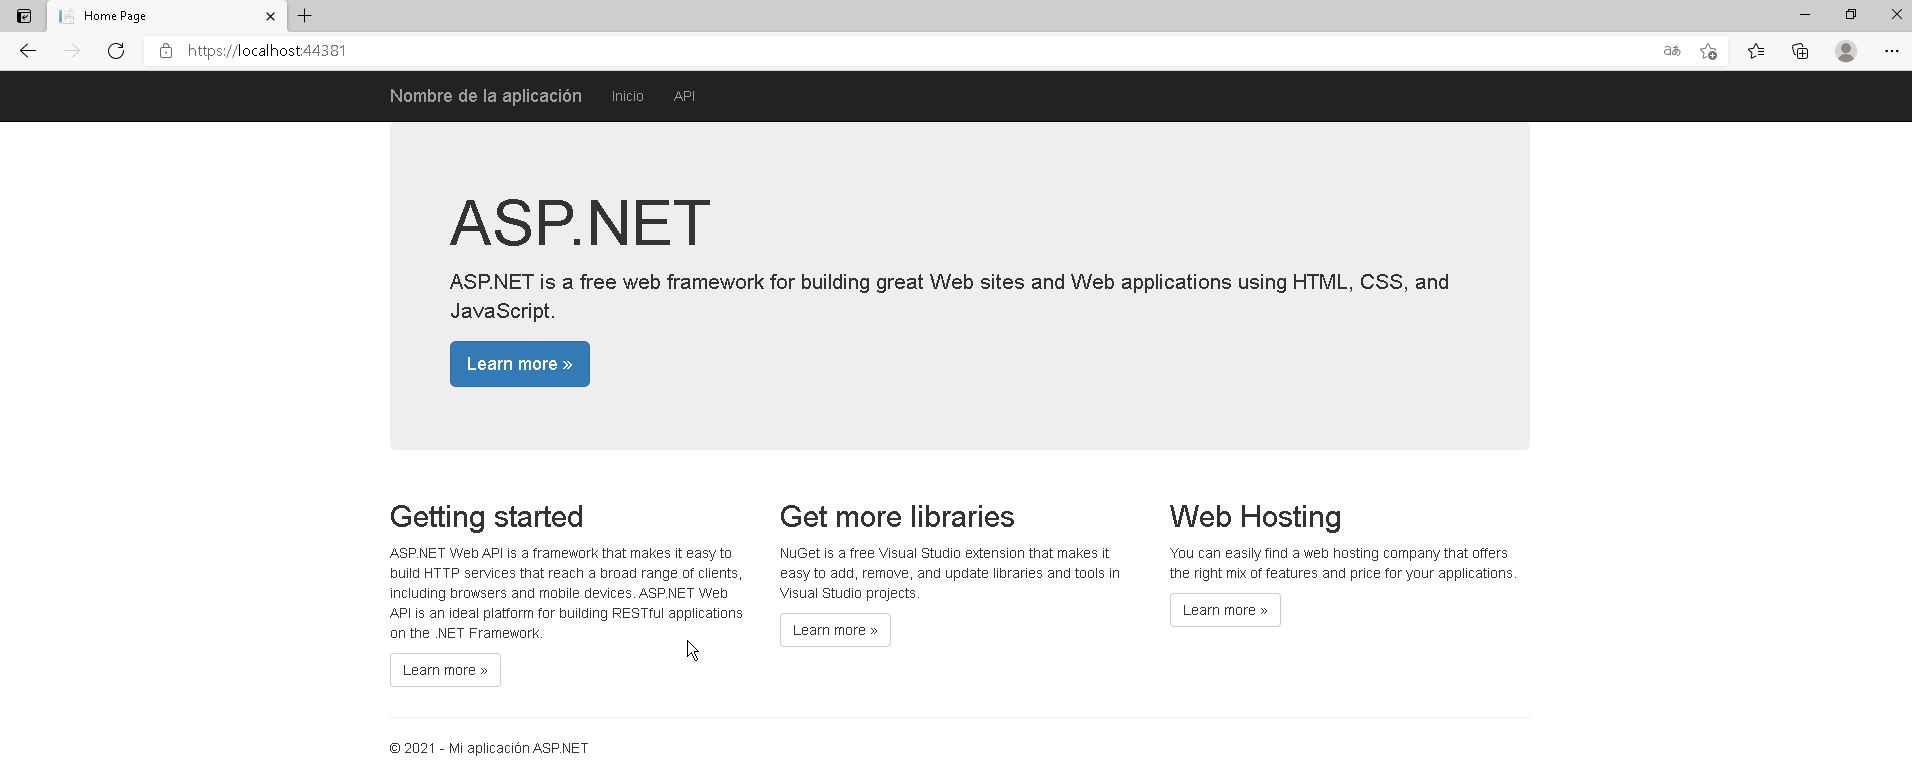 Home Page
https://localhost:44381
aあ
Nombre de la aplicación Inicio API
ASP.NET
ASP.NET is a free web framework for building great Web sites and Web applications using HTML, CSS, and
JavaScript.
Learn more »
Getting started
ASP.NET Web API is a framework that makes it easy to
build HTTP services that reach a broad range of clients,
including browsers and mobile devices. ASP.NET Web
API is an ideal platform for building RESTful applications
on the .NET Framework.
Learn more »
Get more libraries
NuGet is a free Visual Studio extension that makes it
easy to add, remove, and update libraries and tools in
Visual Studio projects.
Learn more »
Web Hosting
You can easily find a web hosting company that offers
the right mix of features and price for your applications.
Learn more »
© 2021 - Mi aplicación ASP.NET